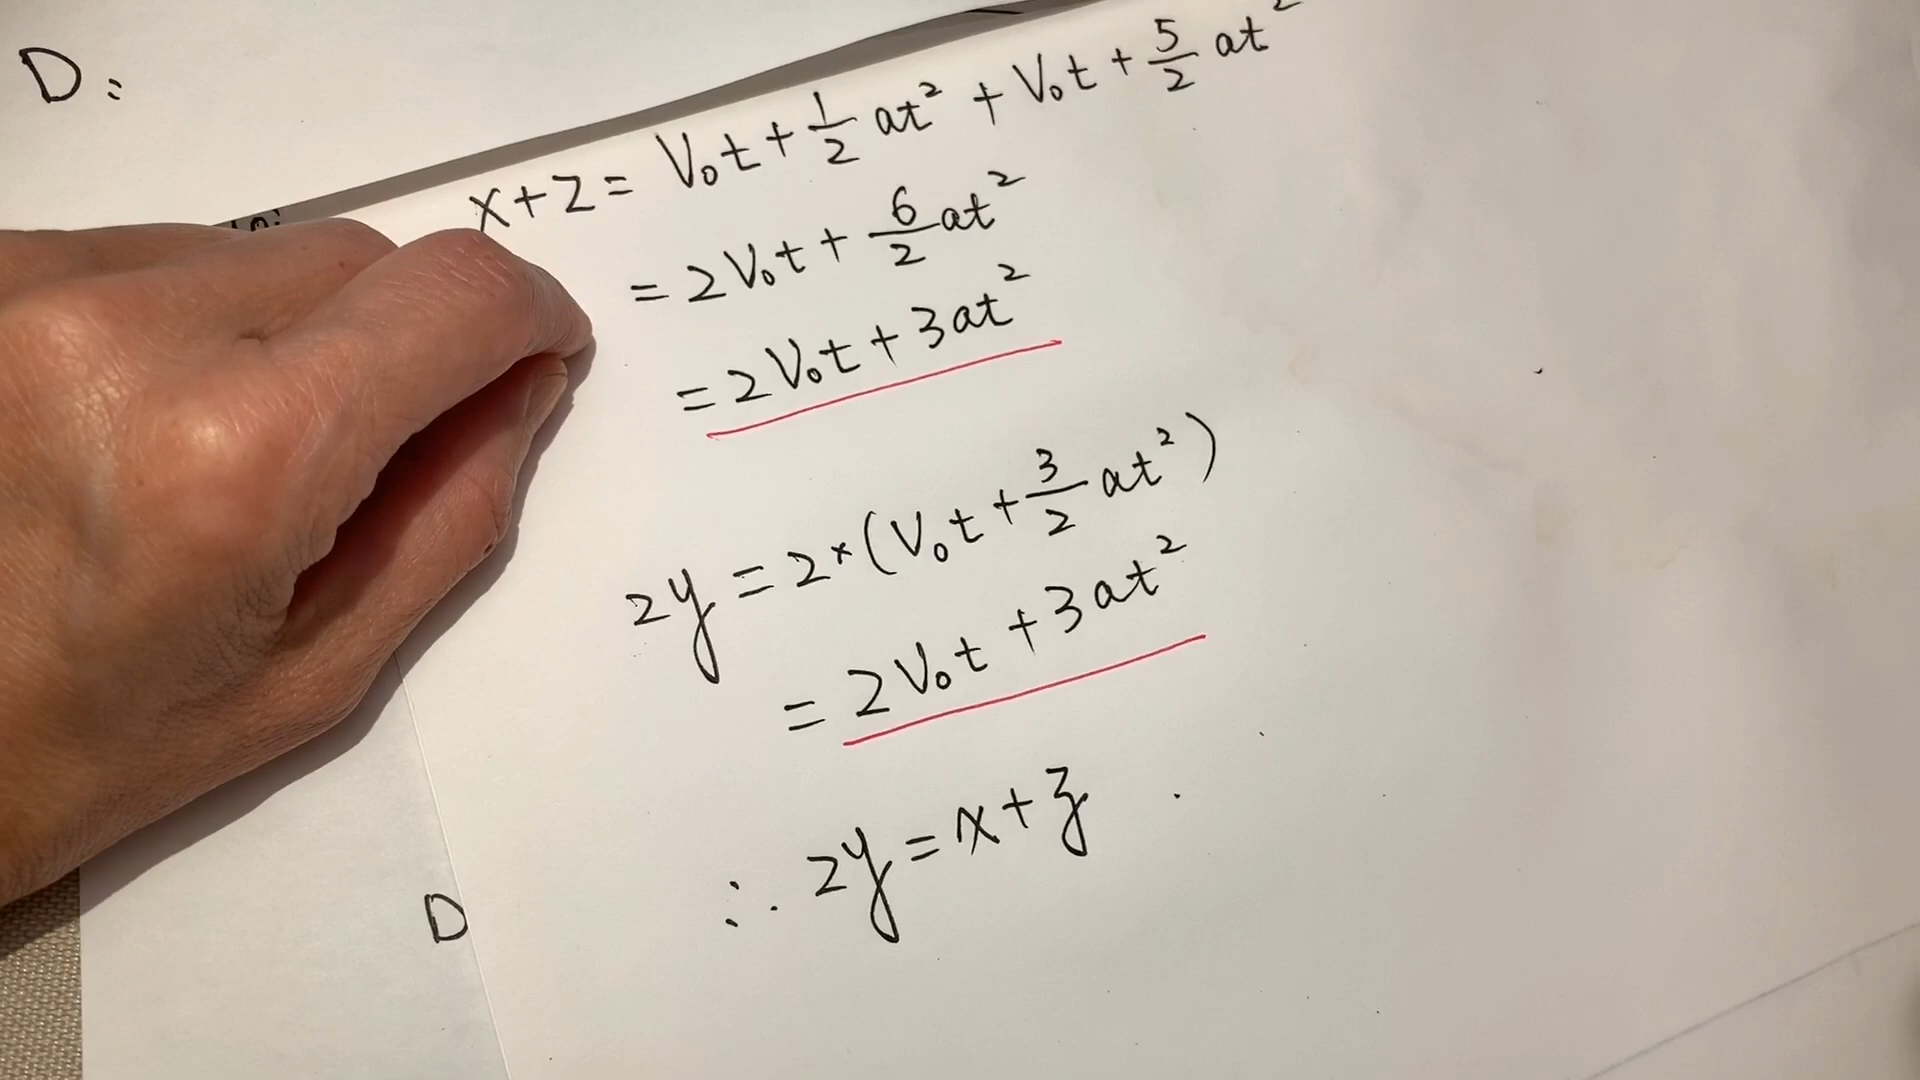 D:
x+z= V₀t+1/2 at²+V₀t+5/2 at²
=2V₀t+6/2 at²
=2V₀t+3at²
2y=2×(V₀t+3/2 at²)
=2V₀t+3at²
∴ 2y=x+z
D